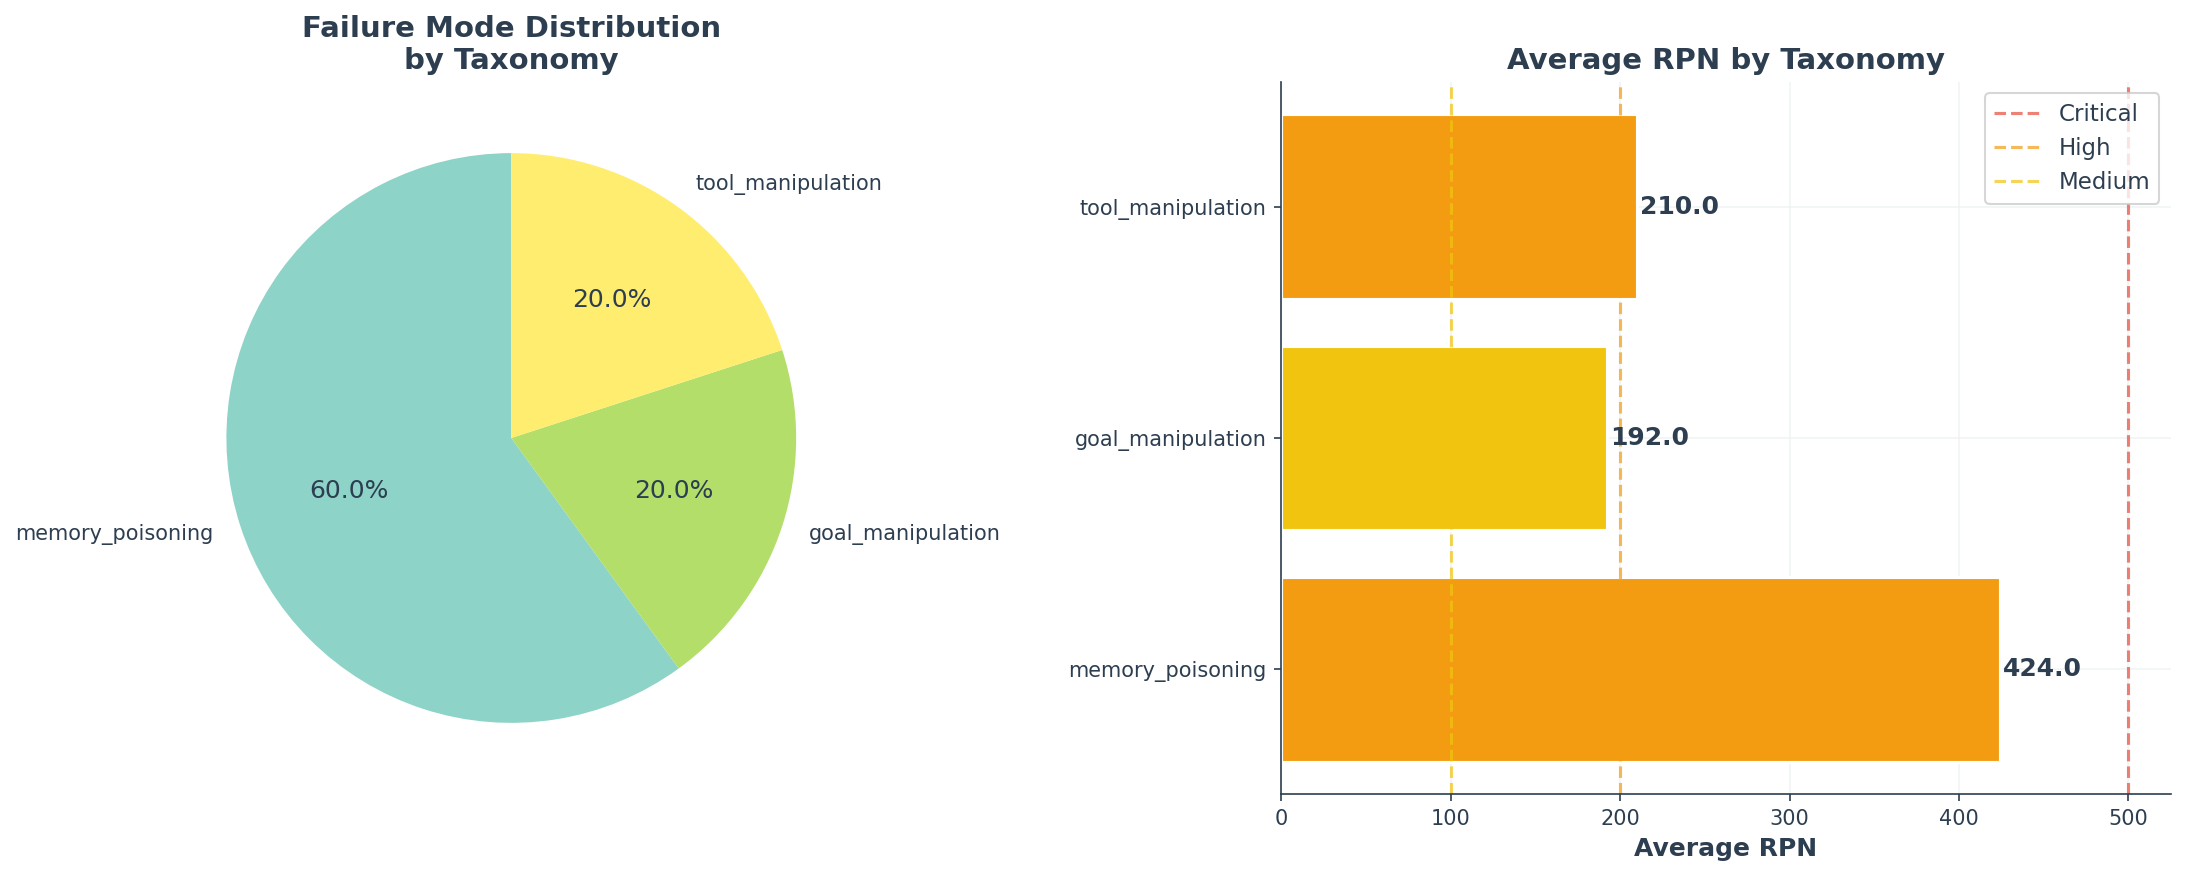 Failure Mode Distribution
by Taxonomy
tool_manipulation
20.0%
60.0%
20.0%
memory_poisoning
goal_manipulation
Average RPN by Taxonomy
Critical
High
Medium
tool_manipulation
210.0
goal_manipulation
192.0
memory_poisoning
424.0
0 100 200 300 400 500
Average RPN